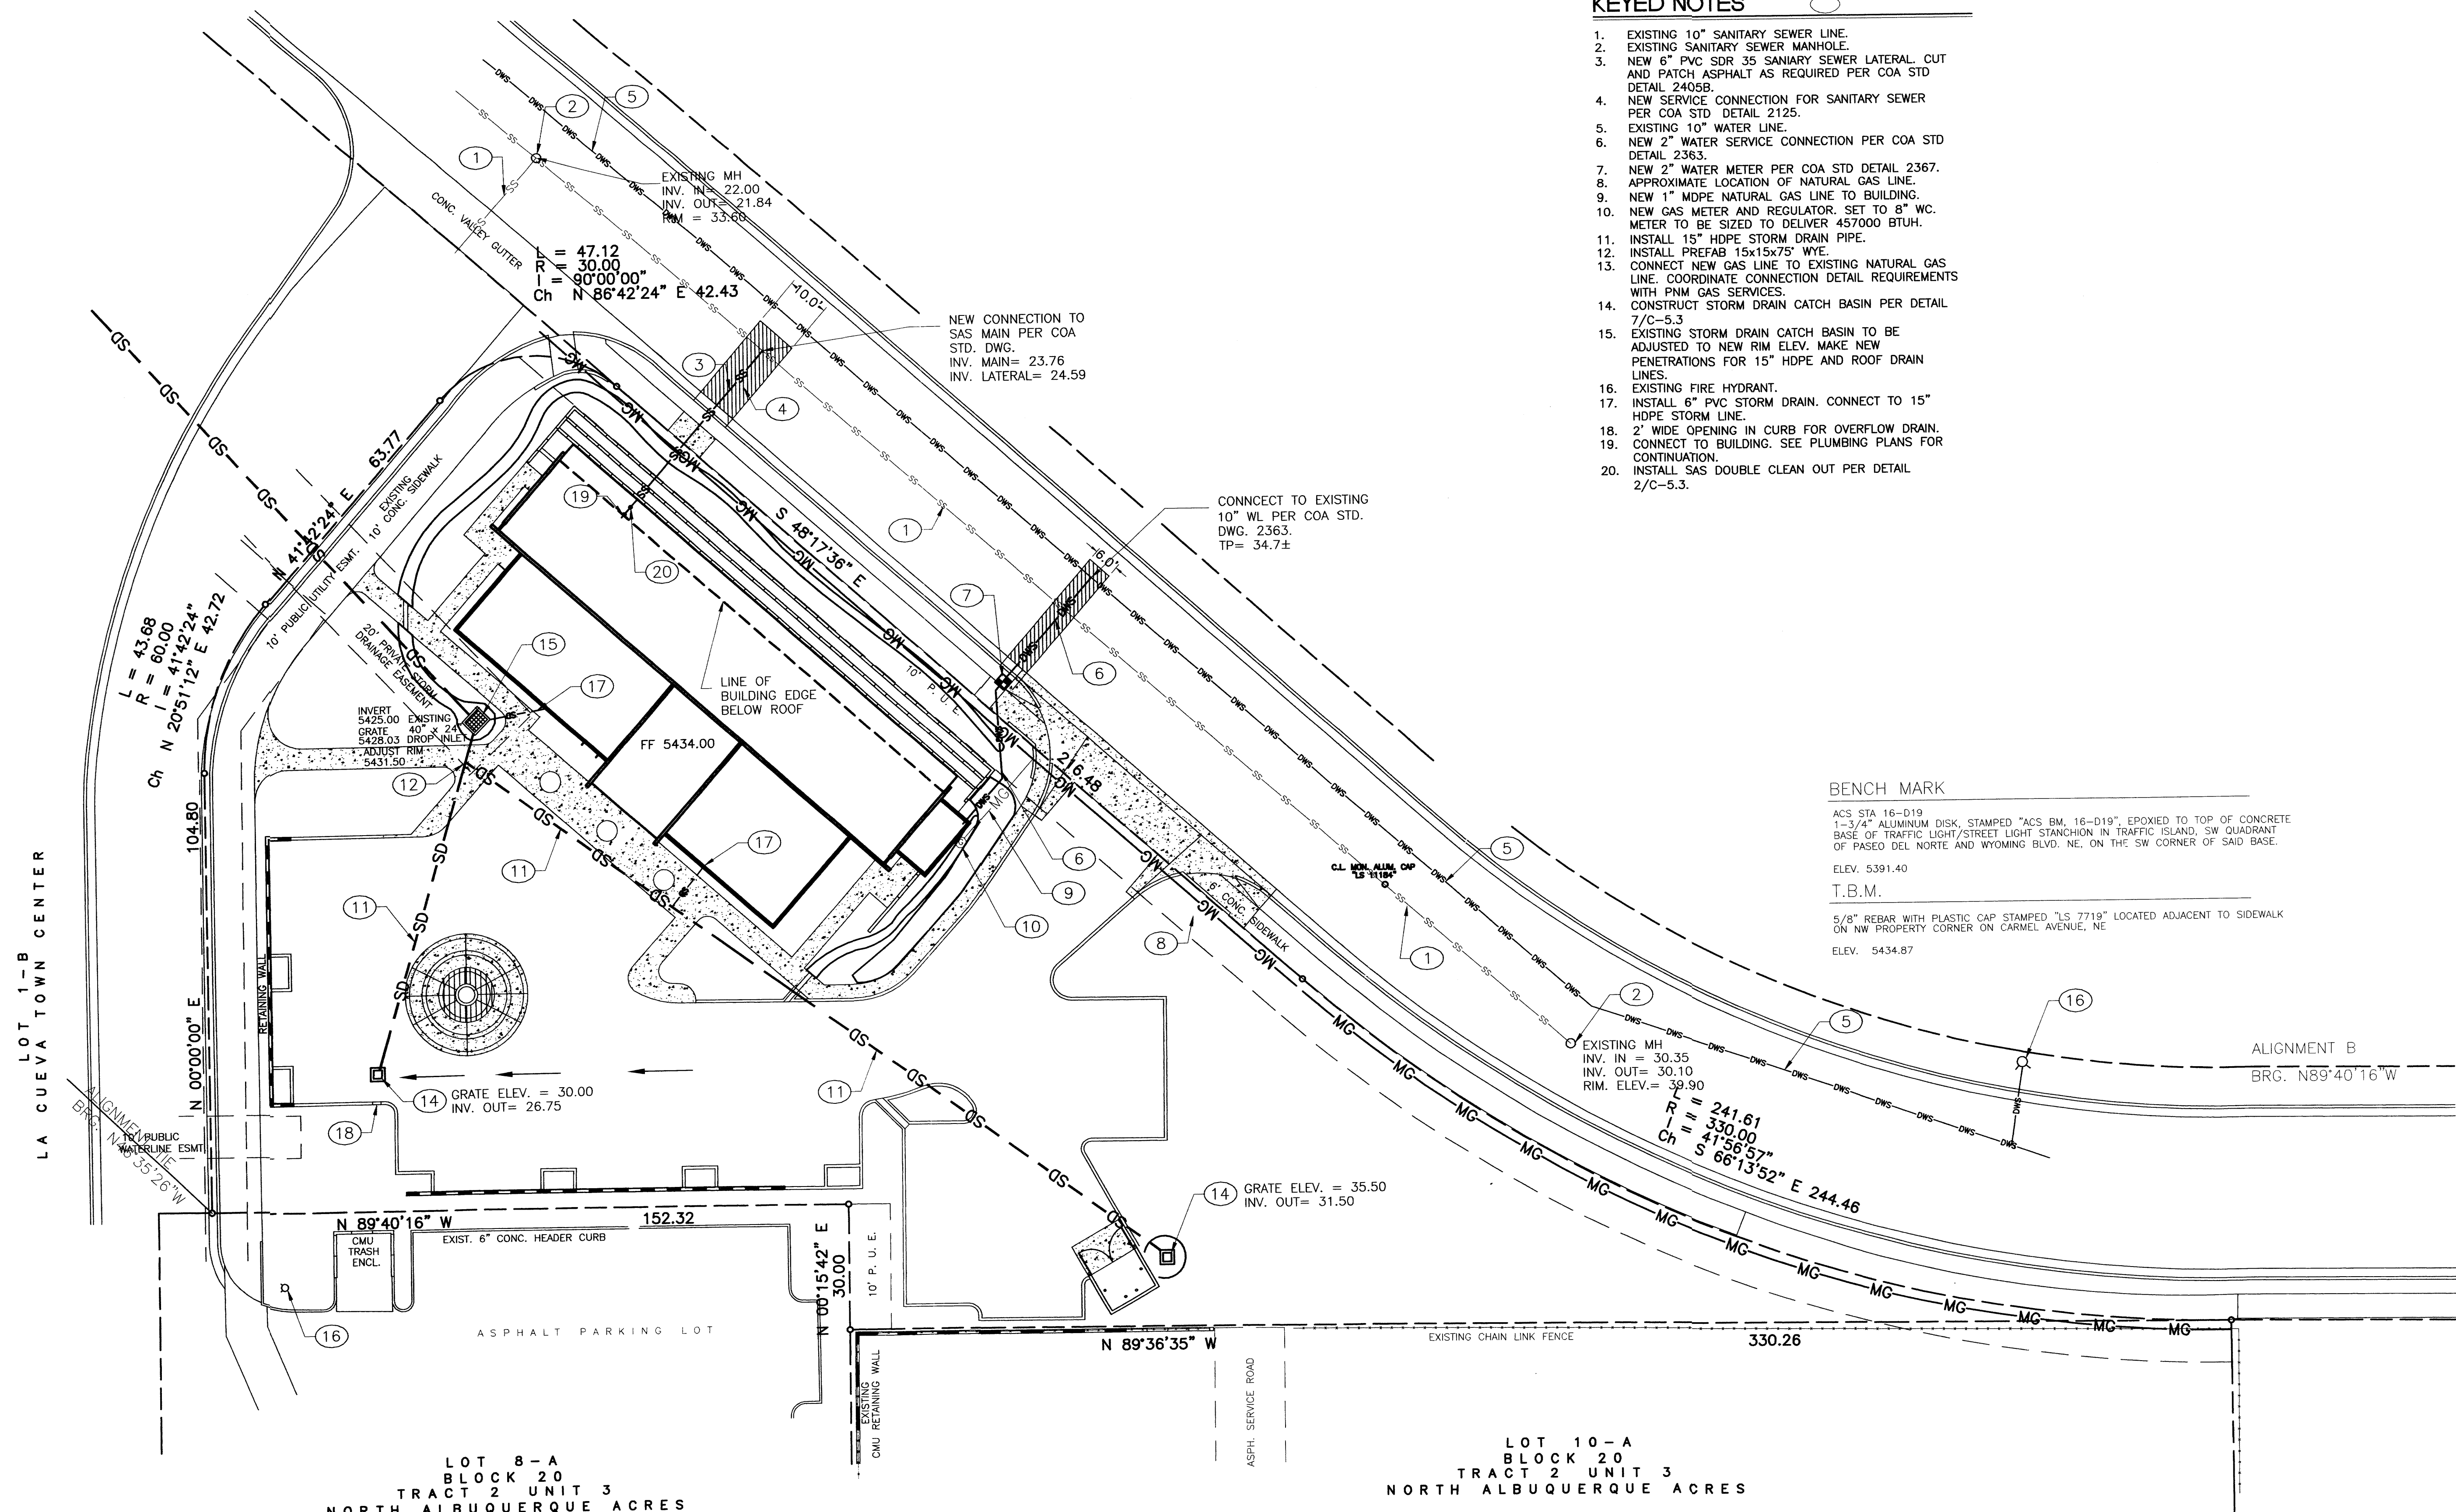 KEYED NOTES
1. EXISTING 10" SANITARY SEWER LINE.
2. EXISTING SANITARY SEWER MANHOLE.
3. NEW 6" PVC SDR 35 SANIARY SEWER LATERAL. CUT
AND PATCH ASPHALT AS REQUIRED PER COA STD
DETAIL 2405B.
4. NEW SERVICE CONNECTION FOR SANITARY SEWER
PER COA STD DETAIL 2125.
5. EXISTING 10" WATER LINE.
6. NEW 2" WATER SERVICE CONNECTION PER COA STD
DETAIL 2363.
7. NEW 2" WATER METER PER COA STD DETAIL 2367.
8. APPROXIMATE LOCATION OF NATURAL GAS LINE.
9. NEW 1" MDPE NATURAL GAS LINE TO BUILDING.
10. NEW GAS METER AND REGULATOR. SET TO 8" WC.
METER TO BE SIZED TO DELIVER 457000 BTUH.
11. INSTALL 15" HDPE STORM DRAIN PIPE.
12. INSTALL PREFAB 15x15x75° WYE.
13. CONNECT NEW GAS LINE TO EXISTING NATURAL GAS
LINE. COORDINATE CONNECTION DETAIL REQUIREMENTS
WITH PNM GAS SERVICES.
14. CONSTRUCT STORM DRAIN CATCH BASIN PER DETAIL
7/C-5.3
15. EXISTING STORM DRAIN CATCH BASIN TO BE
ADJUSTED TO NEW RIM ELEV. MAKE NEW
PENETRATIONS FOR 15" HDPE AND ROOF DRAIN
LINES.
16. EXISTING FIRE HYDRANT.
17. INSTALL 6" PVC STORM DRAIN. CONNECT TO 15"
HDPE STORM LINE.
18. 2' WIDE OPENING IN CURB FOR OVERFLOW DRAIN.
19. CONNECT TO BUILDING. SEE PLUMBING PLANS FOR
CONTINUATION.
20. INSTALL SAS DOUBLE CLEAN OUT PER DETAIL
2/C-5.3.
EXISTING MH
INV. IN= 22.00
INV. OUT= 21.84
RIM = 33.60
CONC. VALLEY GUTTER
L = 47.12
R = 30.00
I = 90°00'00"
Ch N 86°42'24" E 42.43
10.0'
NEW CONNECTION TO
SAS MAIN PER COA
STD. DWG.
INV. MAIN= 23.76
INV. LATERAL= 24.59
63.77
N 41°42'24" E
EXISTING
10' CONC. SIDEWALK
10' PUBLIC UTILITY ESMT.
S 48°17'36" E
216.48
CONNCECT TO EXISTING
10" WL PER COA STD.
DWG. 2363.
TP= 34.7±
6.0'
L = 43.68
R = 60.00
I = 41°42'24"
Ch N 20°51'12" E 42.72
20' PRIVATE STORM
DRAINAGE EASEMENT
10' P. U. E.
LINE OF
BUILDING EDGE
BELOW ROOF
FF 5434.00
INVERT
5425.00 EXISTING
GRATE 40" x 24"
5428.03 DROP INLET
ADJUST RIM
5431.50
BENCH MARK
ACS STA 16-D19
1-3/4" ALUMINUM DISK, STAMPED "ACS BM, 16-D19", EPOXIED TO TOP OF CONCRETE
BASE OF TRAFFIC LIGHT/STREET LIGHT STANCHION IN TRAFFIC ISLAND, SW QUADRANT
OF PASEO DEL NORTE AND WYOMING BLVD. NE, ON THE SW CORNER OF SAID BASE.
ELEV. 5391.40
T.B.M.
5/8" REBAR WITH PLASTIC CAP STAMPED "LS 7719" LOCATED ADJACENT TO SIDEWALK
ON NW PROPERTY CORNER ON CARMEL AVENUE, NE
ELEV. 5434.87
C.L. MON. ALUM. CAP
"LS 11184"
6' CONC. SIDEWALK
LOT 1-B
LA CUEVA TOWN CENTER
104.80
N 00°00'00" E
RETAINING WALL
GRATE ELEV. = 30.00
INV. OUT= 26.75
EXISTING MH
INV. IN = 30.35
INV. OUT= 30.10
RIM. ELEV.= 39.90
L = 241.61
R = 330.00
I = 41°56'57"
Ch S 66°13'52" E 244.46
ALIGNMENT B
BRG. N89°40'16"W
10' PUBLIC
WATERLINE ESMT
GRATE ELEV. = 35.50
INV. OUT= 31.50
N 89°40'16" W 152.32
EXIST. 6" CONC. HEADER CURB
CMU
TRASH
ENCL.
N 00°15'42" E
30.00
10' P. U. E.
ASPHALT PARKING LOT
N 89°36'35" W
EXISTING CHAIN LINK FENCE
330.26
EXISTING
CMU RETAINING WALL
ASPH. SERVICE ROAD
LOT 8-A
BLOCK 20
TRACT 2 UNIT 3
NORTH ALBUQUERQUE ACRES
LOT 10-A
BLOCK 20
TRACT 2 UNIT 3
NORTH ALBUQUERQUE ACRES